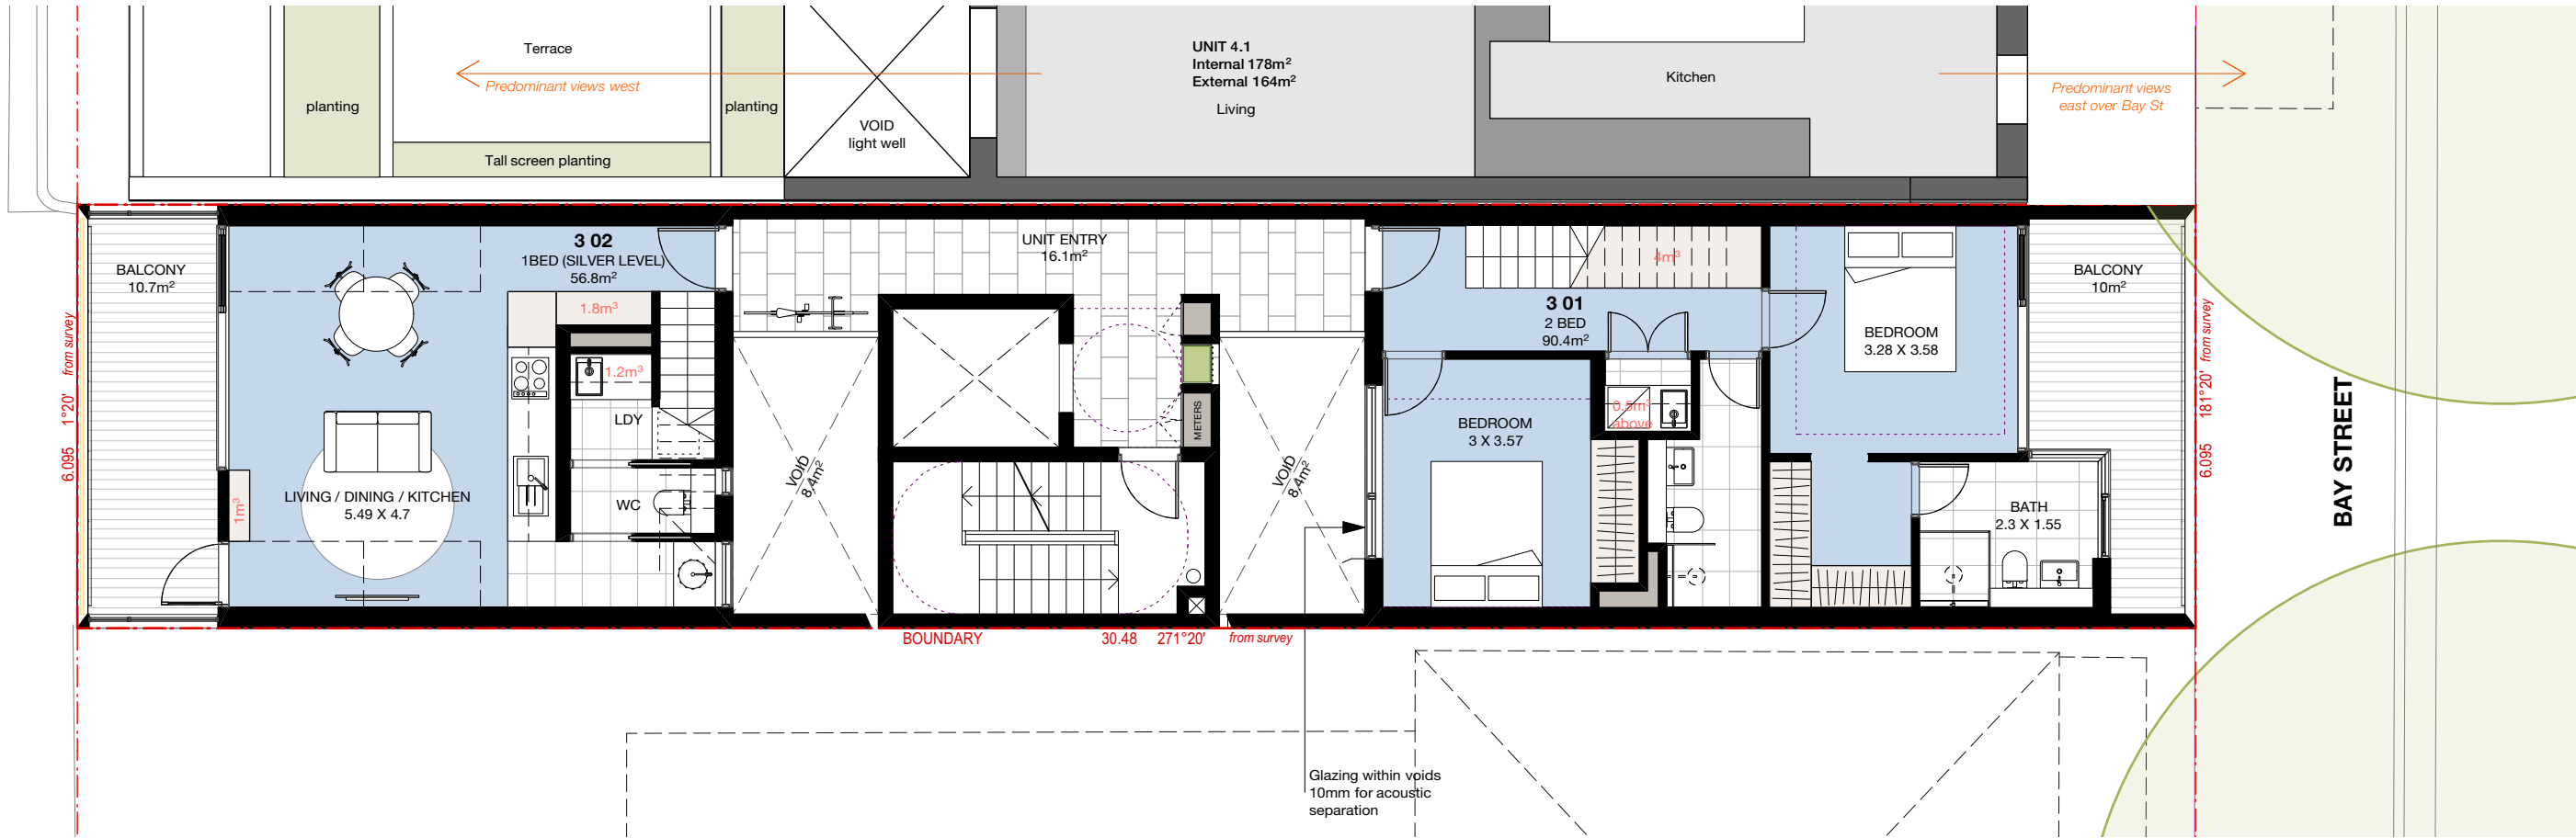 Terrace
Predominant views west
planting
planting
Tall screen planting
VOID
light well
UNIT 4.1
Internal 178m²
External 164m²
Living
Kitchen
Predominant views
east over Bay St
BALCONY
10.7m²
3 02
1BED (SILVER LEVEL)
56.8m²
1.8m³
1.2m³
LDY
WC
LIVING / DINING / KITCHEN
5.49 X 4.7
1m³
6.095 1°20' from survey
UNIT ENTRY
16.1m²
VOID
8.4m²
METERS
VOID
8.4m²
3 01
2 BED
90.4m²
4m³
0.5m³
above
BEDROOM
3 X 3.57
BEDROOM
3.28 X 3.58
BATH
2.3 X 1.55
BALCONY
10m²
6.095 181°20' from survey
BAY STREET
BOUNDARY 30.48 271°20' from survey
Glazing within voids
10mm for acoustic
separation